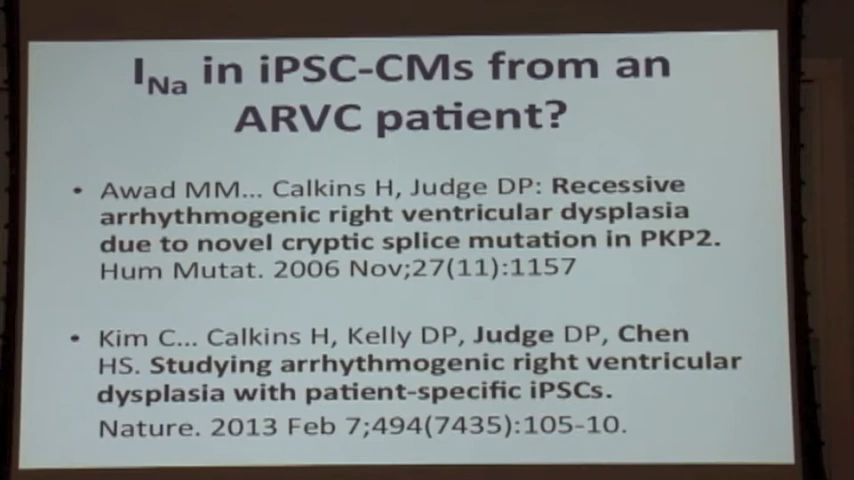 INa in iPSC-CMs from an
ARVC patient?
• Awad MM... Calkins H, Judge DP: Recessive
arrhythmogenic right ventricular dysplasia
due to novel cryptic splice mutation in PKP2.
Hum Mutat. 2006 Nov;27(11):1157
• Kim C... Calkins H, Kelly DP, Judge DP, Chen
HS. Studying arrhythmogenic right ventricular
dysplasia with patient-specific iPSCs.
Nature. 2013 Feb 7;494(7435):105-10.